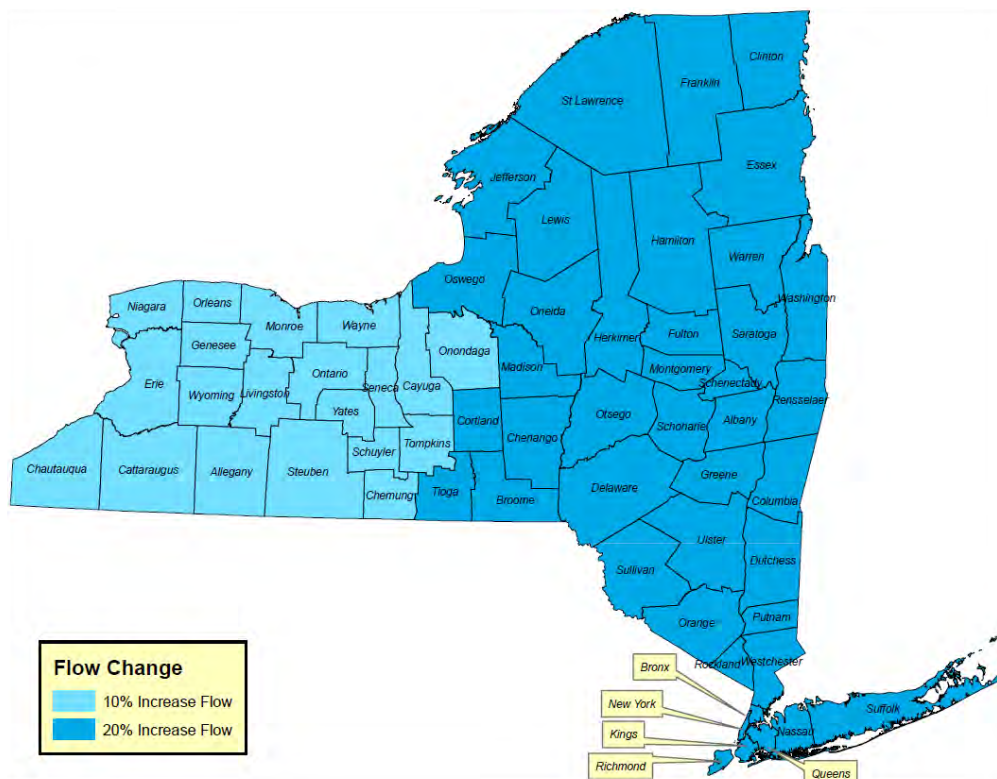 Clinton
Franklin
St Lawrence
Essex
Jefferson
Lewis
Hamilton
Warren
Oswego
Washington
Niagara
Orleans
Oneida
Monroe
Wayne
Herkimer
Fulton
Saratoga
Genesee
Onondaga
Madison
Montgomery
Ontario
Erie
Seneca
Cayuga
Schenectady
Wyoming
Livingston
Rensselaer
Yates
Cortland
Otsego
Albany
Schoharie
Chenango
Tompkins
Schuyler
Chautauqua
Cattaraugus
Allegany
Steuben
Greene
Delaware
Chemung
Tioga
Broome
Columbia
Ulster
Dutchess
Sullivan
Putnam
Orange
Rockland
Westchester
Bronx
New York
Suffolk
Nassau
Kings
Richmond
Queens
Flow Change
10% Increase Flow
20% Increase Flow